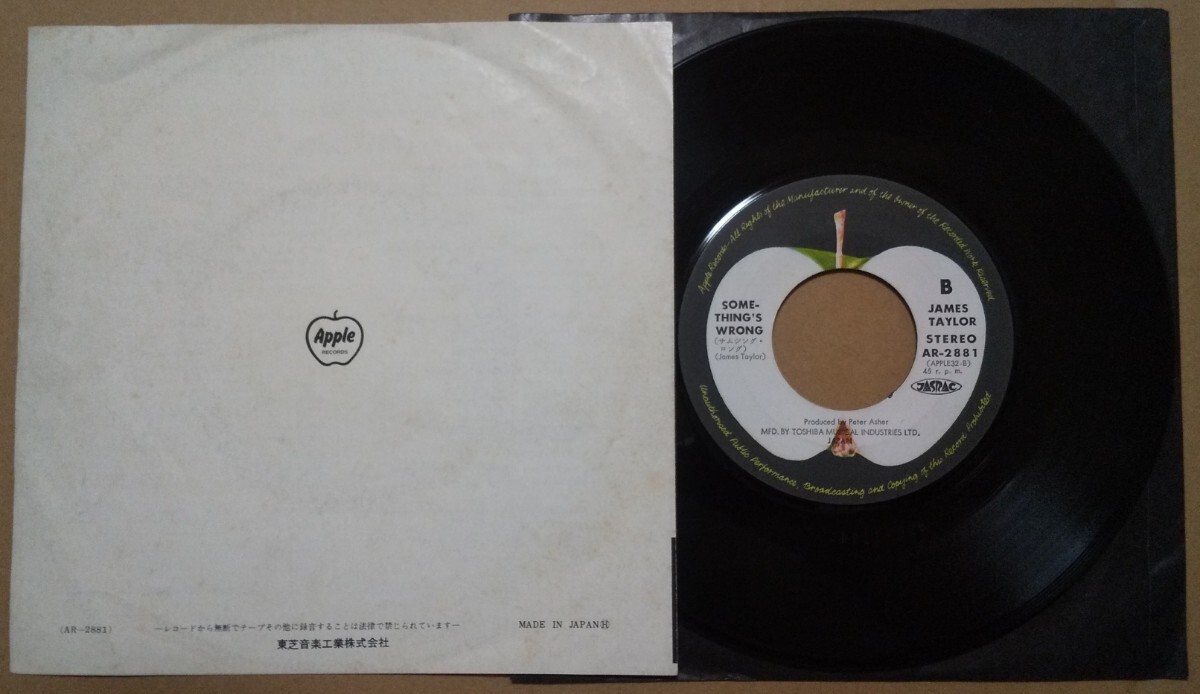 Apple
RECORDS
(AR-2881)
―レコードから無断でテープその他に録音することは法律で禁じられています―
東芝音楽工業株式会社
MADE IN JAPAN Ⓗ
Apple Records. All Rights of the Manufacturer and of the Owner of the Recorded Work Reserved
SOME-
THING'S
WRONG
(サムシング・
ロング)
(James Taylor)
B
JAMES
TAYLOR
STEREO
AR-2881
(APPLE32-B)
45 r. p. m.
JASRAC
Produced by Peter Asher
MFD. BY TOSHIBA MUSICAL INDUSTRIES LTD.
JAPAN
Unauthorised Public Performance, Broadcasting and Copying of this Record Prohibited